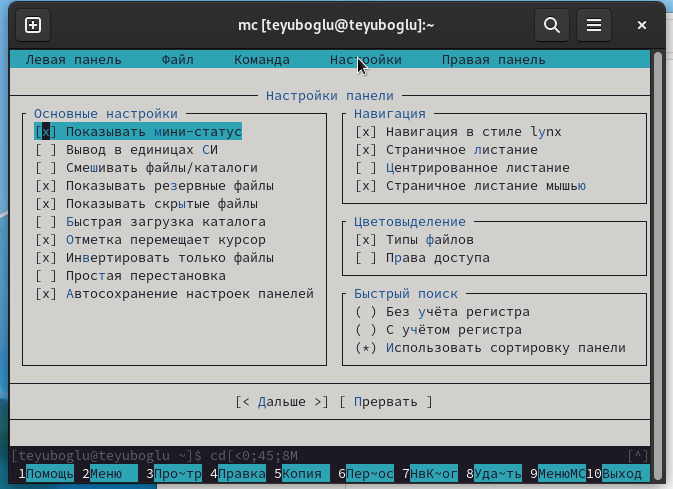 mc [teyuboglu@teyuboglu]:~
Левая панель Файл Команда Настройки Правая панель
Настройки панели
Основные настройки
[x] Показывать мини-статус
[ ] Вывод в единицах СИ
[ ] Смешивать файлы/каталоги
[x] Показывать резервные файлы
[x] Показывать скрытые файлы
[ ] Быстрая загрузка каталога
[x] Отметка перемещает курсор
[x] Инвертировать только файлы
[ ] Простая перестановка
[x] Автосохранение настроек панелей
Навигация
[x] Навигация в стиле lynx
[x] Страничное листание
[ ] Центрированное листание
[x] Страничное листание мышью
Цветовыделение
[x] Типы файлов
[ ] Права доступа
Быстрый поиск
( ) Без учёта регистра
( ) С учётом регистра
(*) Использовать сортировку панели
[< Дальше >] [ Прервать ]
[teyuboglu@teyuboglu ~]$ cd[<0;45;8M [^]
1Помощь 2Меню 3Про~тр 4Правка 5Копия 6Пер~ос 7НвК~ог 8Уда~ть 9МенюMC 10Выход